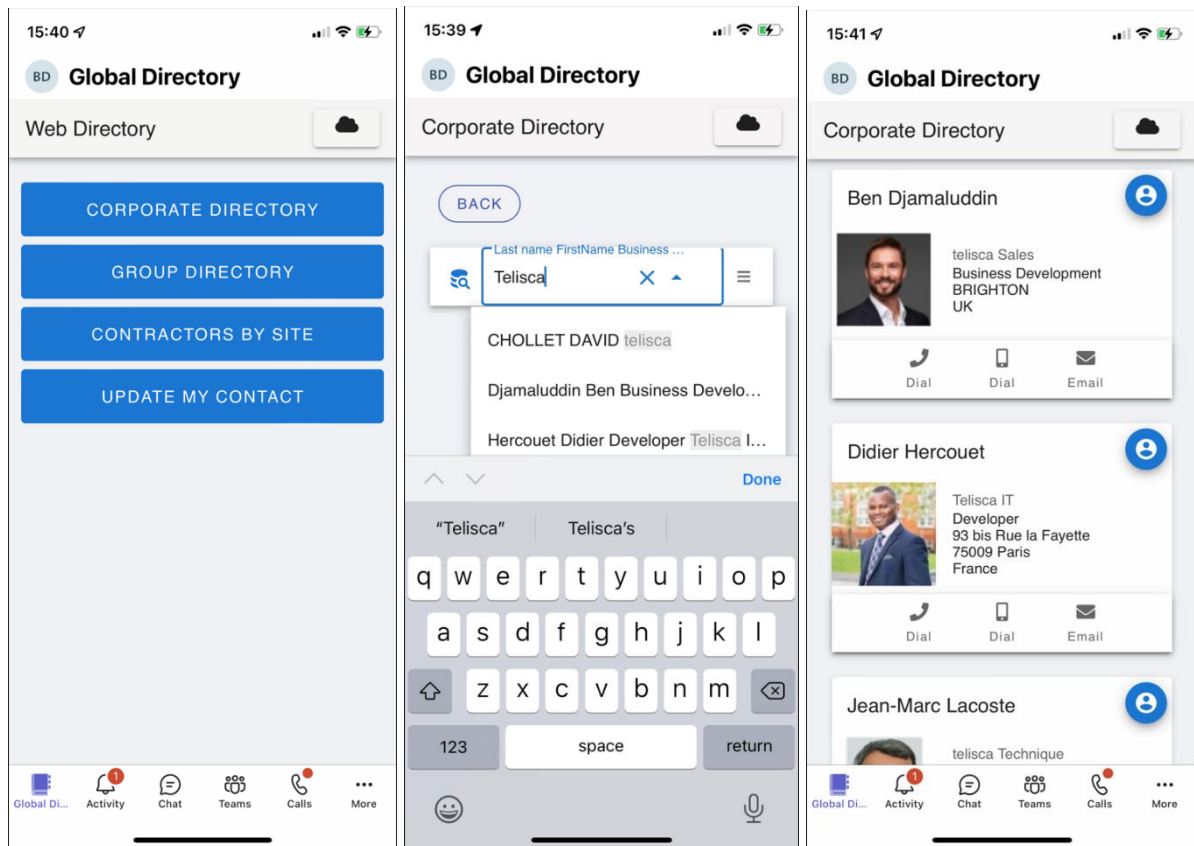 15:40
BD Global Directory
Web Directory
CORPORATE DIRECTORY
GROUP DIRECTORY
CONTRACTORS BY SITE
UPDATE MY CONTACT
Global Di...
1
Activity
Chat
Teams
Calls
More
15:39
BD Global Directory
Corporate Directory
BACK
Last name FirstName Business ...
Telisca
CHOLLET DAVID telisca
Djamaluddin Ben Business Develo...
Hercouet Didier Developer Telisca I...
Done
“Telisca” Telisca's
q w e r t y u i o p
a s d f g h j k l
z x c v b n m
123 space return
15:41
BD Global Directory
Corporate Directory
Ben Djamaluddin
telisca Sales
Business Development
BRIGHTON
UK
Dial Dial Email
Didier Hercouet
Telisca IT
Developer
93 bis Rue la Fayette
75009 Paris
France
Dial Dial Email
Jean-Marc Lacoste
telisca Technique
Global Di...
1
Activity
Chat
Teams
Calls
More